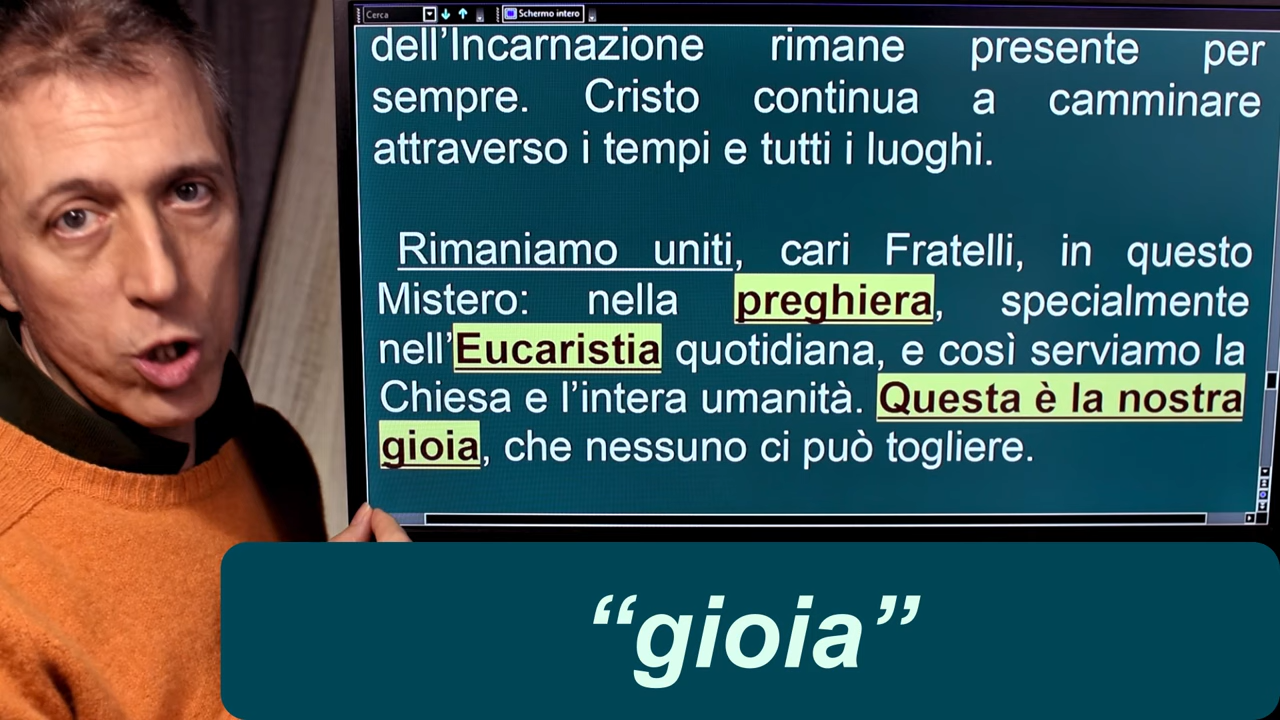 Cerca
Schermo intero
dell’Incarnazione rimane presente per
sempre. Cristo continua a camminare
attraverso i tempi e tutti i luoghi.
Rimaniamo uniti, cari Fratelli, in questo
Mistero: nella preghiera, specialmente
nell’Eucaristia quotidiana, e così serviamo la
Chiesa e l’intera umanità. Questa è la nostra
gioia, che nessuno ci può togliere.
“gioia”